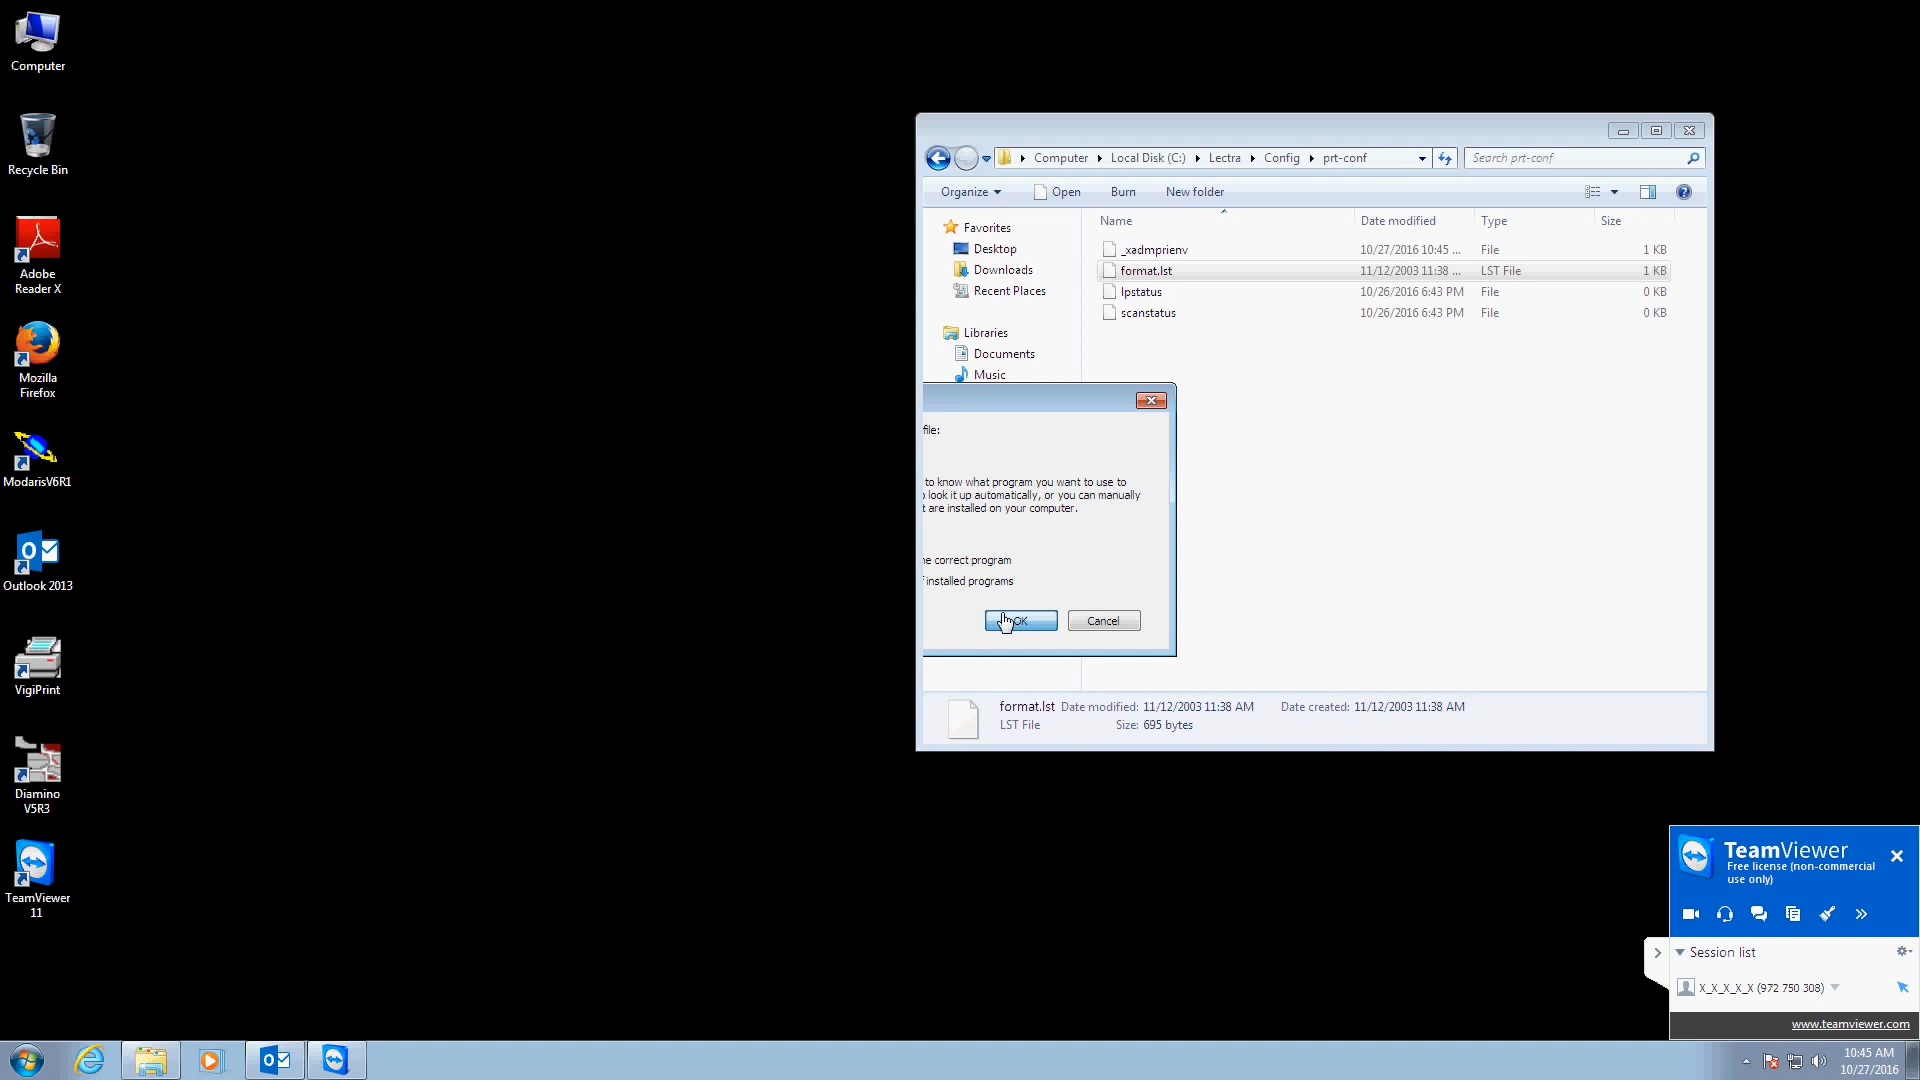 Computer
Recycle Bin
Adobe
Reader X
Mozilla
Firefox
ModarisV6R1
Outlook 2013
VigiPrint
Diamino
V5R3
TeamViewer
11
Computer Local Disk (C:) Lectra Config prt-conf
Search prt-conf
Organize Open Burn New folder
Name Date modified Type Size
Favorites
Desktop
Downloads
Recent Places
Libraries
Documents
Music
_xadmprienv 10/27/2016 10:45 ... File 1 KB
format.lst 11/12/2003 11:38 ... LST File 1 KB
lpstatus 10/26/2016 6:43 PM File 0 KB
scanstatus 10/26/2016 6:43 PM File 0 KB
file:
to know what program you want to use to
look it up automatically, or you can manually
t are installed on your computer.
e correct program
installed programs
OK Cancel
format.lst Date modified: 11/12/2003 11:38 AM Date created: 11/12/2003 11:38 AM
LST File Size: 695 bytes
TeamViewer
Free license (non-commercial
use only)
Session list
X_X_X_X_X (972 750 308)
www.teamviewer.com
10:45 AM
10/27/2016